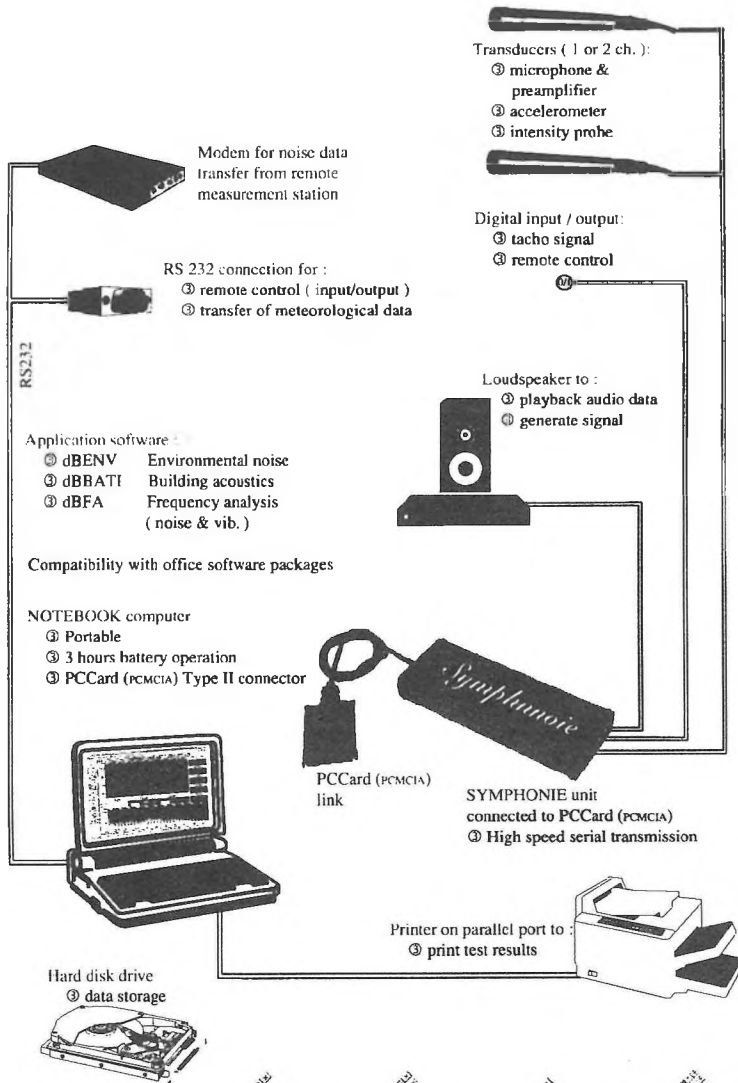 Transducers ( 1 or 2 ch. ):
③ microphone &
preamplifier
③ accelerometer
③ intensity probe
Modem for noise data
transfer from remote
measurement station
Digital input / output:
③ tacho signal
③ remote control
0/I
RS 232 connection for :
③ remote control ( input/output )
③ transfer of meteorological data
RS232
Loudspeaker to :
③ playback audio data
③ generate signal
Application software :
③ dBENV Environmental noise
③ dBBATI Building acoustics
③ dBFA Frequency analysis
( noise & vib. )
Compatibility with office software packages
NOTEBOOK computer
③ Portable
③ 3 hours battery operation
③ PCCard (PCMCIA) Type II connector
Symphonie
PCCard (PCMCIA)
link
SYMPHONIE unit
connected to PCCard (PCMCIA)
③ High speed serial transmission
Printer on parallel port to :
③ print test results
Hard disk drive
③ data storage